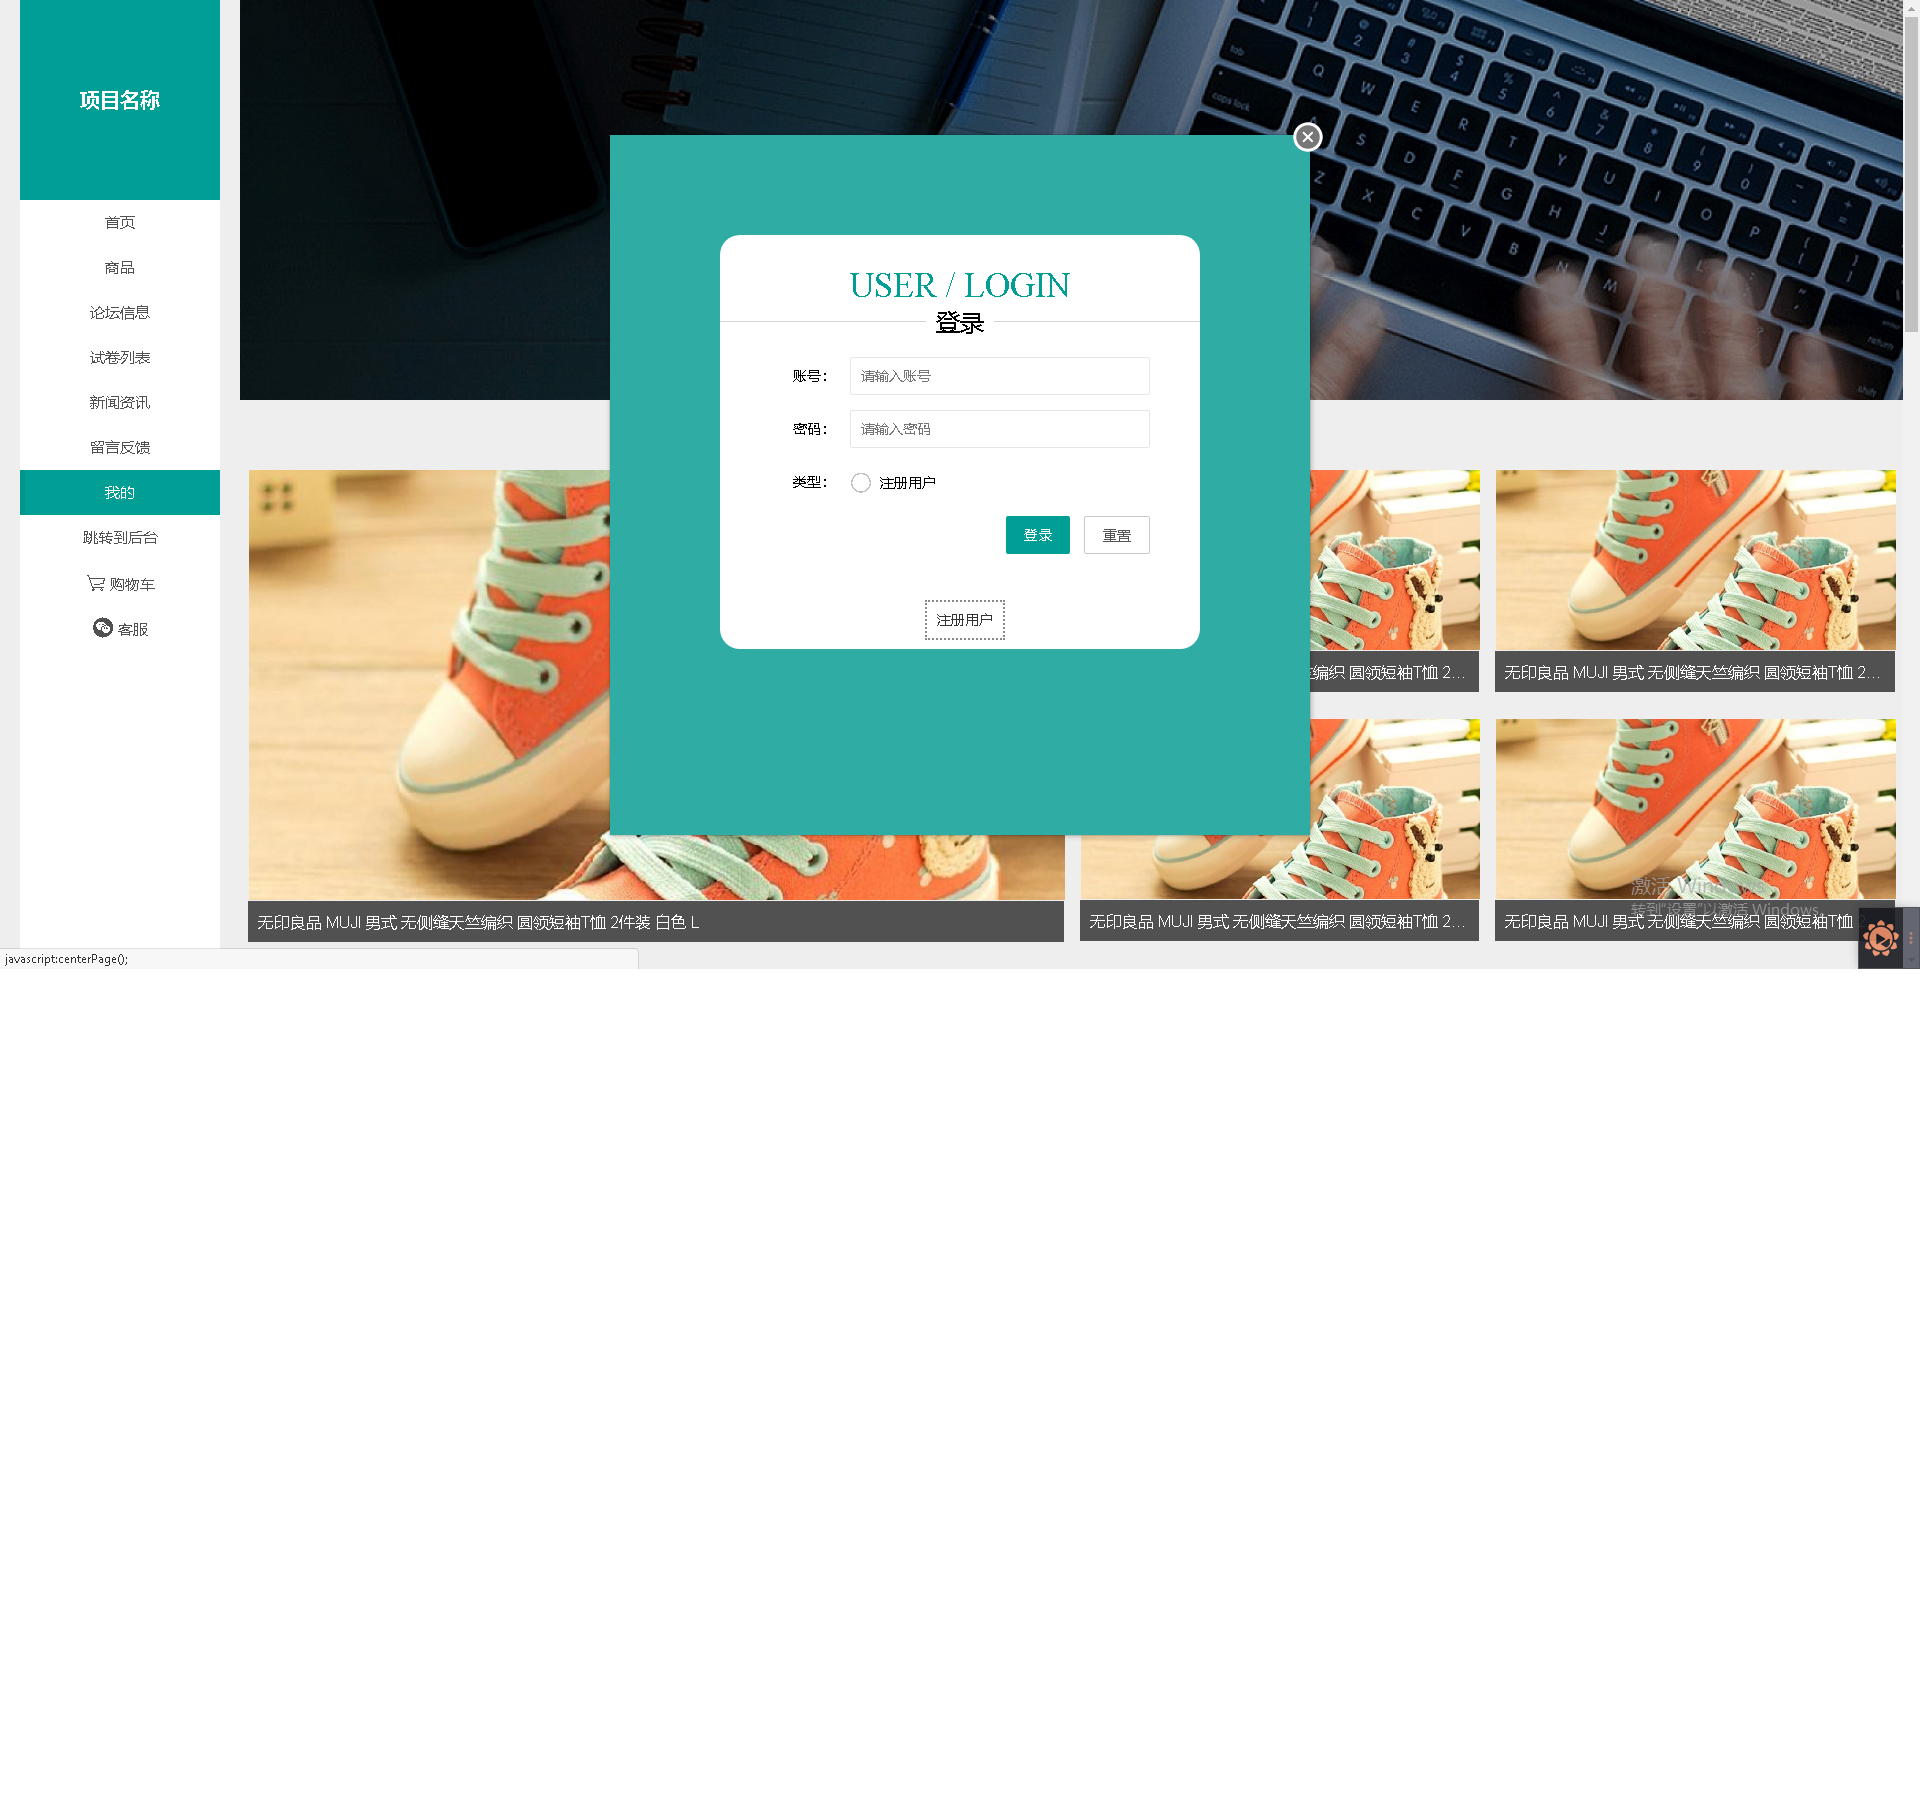 项目名称
首页
商品
论坛信息
试卷列表
新闻资讯
留言反馈
我的
跳转到后台
购物车
客服
USER / LOGIN
登录
账号：
请输入账号
密码：
请输入密码
类型：
注册用户
登录
重置
注册用户
编织 圆领短袖T恤 2...
无印良品 MUJI 男式 无侧缝天竺编织 圆领短袖T恤 2...
无印良品 MUJI 男式 无侧缝天竺编织 圆领短袖T恤 2件装 白色 L
无印良品 MUJI 男式 无侧缝天竺编织 圆领短袖T恤 2...
无印良品 MUJI 男式 无侧缝天竺编织 圆领短袖T恤
激活 Windows
转到“设置”以激活 Windows
javascript:centerPage();